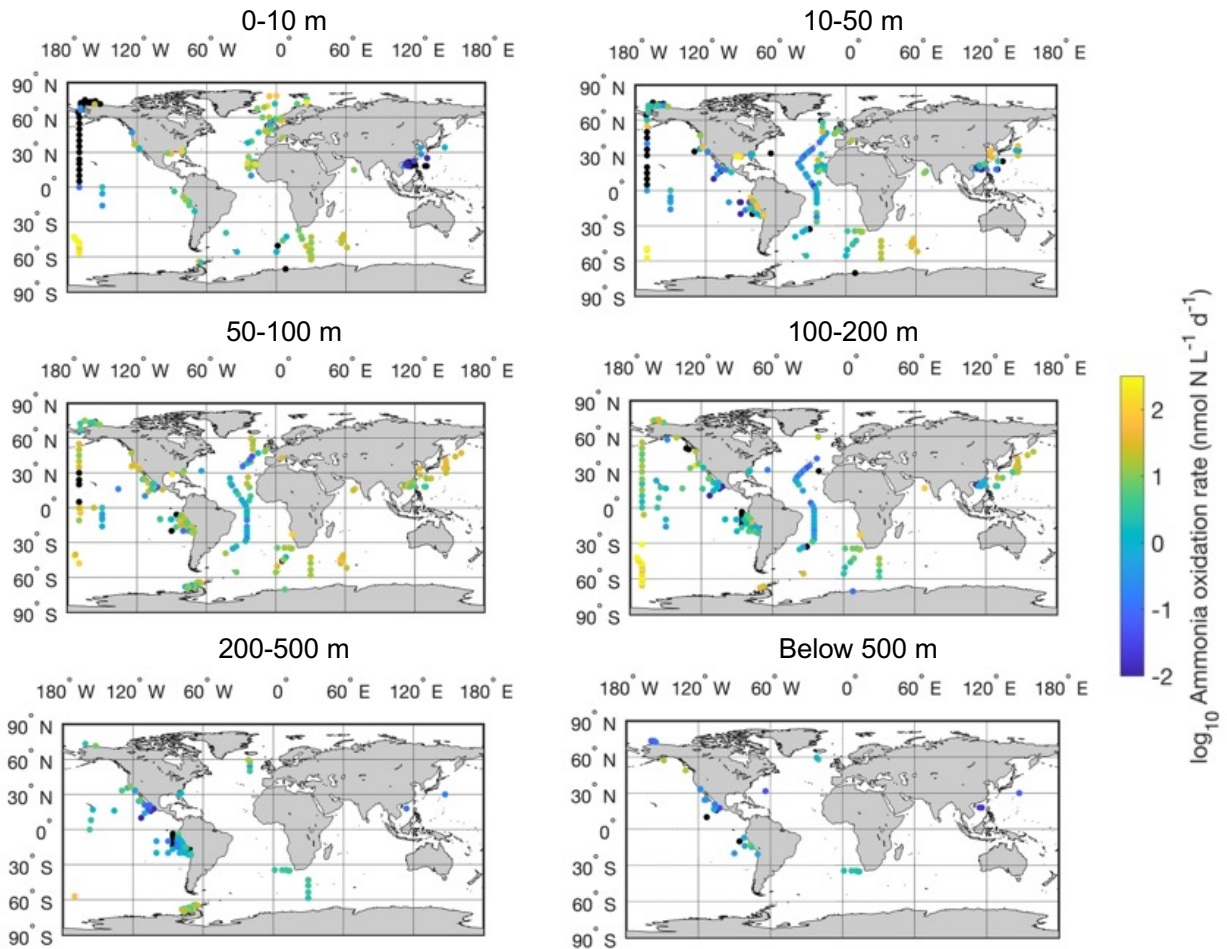 0-10 m
180° W 120° W 60° W 0° 60° E 120° E 180° E
90° N
60° N
30° N
0°
30° S
60° S
90° S
10-50 m
180° W 120° W 60° W 0° 60° E 120° E 180° E
90° N
60° N
30° N
0°
30° S
60° S
90° S
50-100 m
180° W 120° W 60° W 0° 60° E 120° E 180° E
90° N
60° N
30° N
0°
30° S
60° S
90° S
100-200 m
180° W 120° W 60° W 0° 60° E 120° E 180° E
90° N
60° N
30° N
0°
30° S
60° S
90° S
200-500 m
180° W 120° W 60° W 0° 60° E 120° E 180° E
90° N
60° N
30° N
0°
30° S
60° S
90° S
Below 500 m
180° W 120° W 60° W 0° 60° E 120° E 180° E
90° N
60° N
30° N
0°
30° S
60° S
90° S
2
1
0
-1
-2
log10 Ammonia oxidation rate (nmol N L-1 d-1)